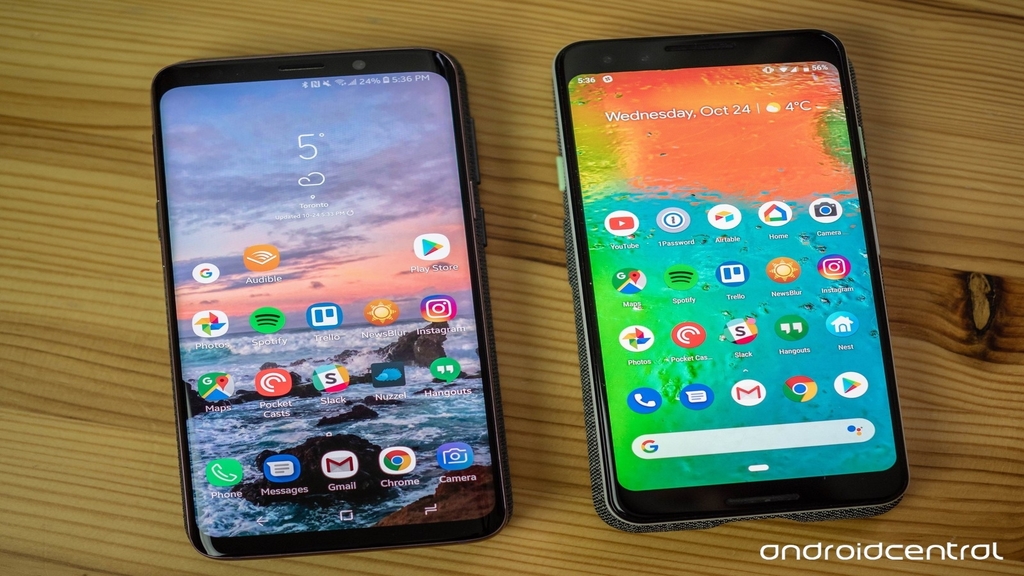 24% 5:36 PM
5°
Toronto
Updated 10-24 5:33 PM
G
Audible
Play Store
Photos
Spotify
Trello
NewsBlur
Instagram
Maps
Pocket Casts
Slack
Nuzzel
Hangouts
Phone
Messages
Gmail
Chrome
Camera
5:36
56%
Wednesday, Oct 24 | 4°C
YouTube
1Password
Airtable
Home
Camera
Maps
Spotify
Trello
NewsBlur
Instagram
Photos
Pocket Cas...
Slack
Hangouts
Nest
G
androidcentral